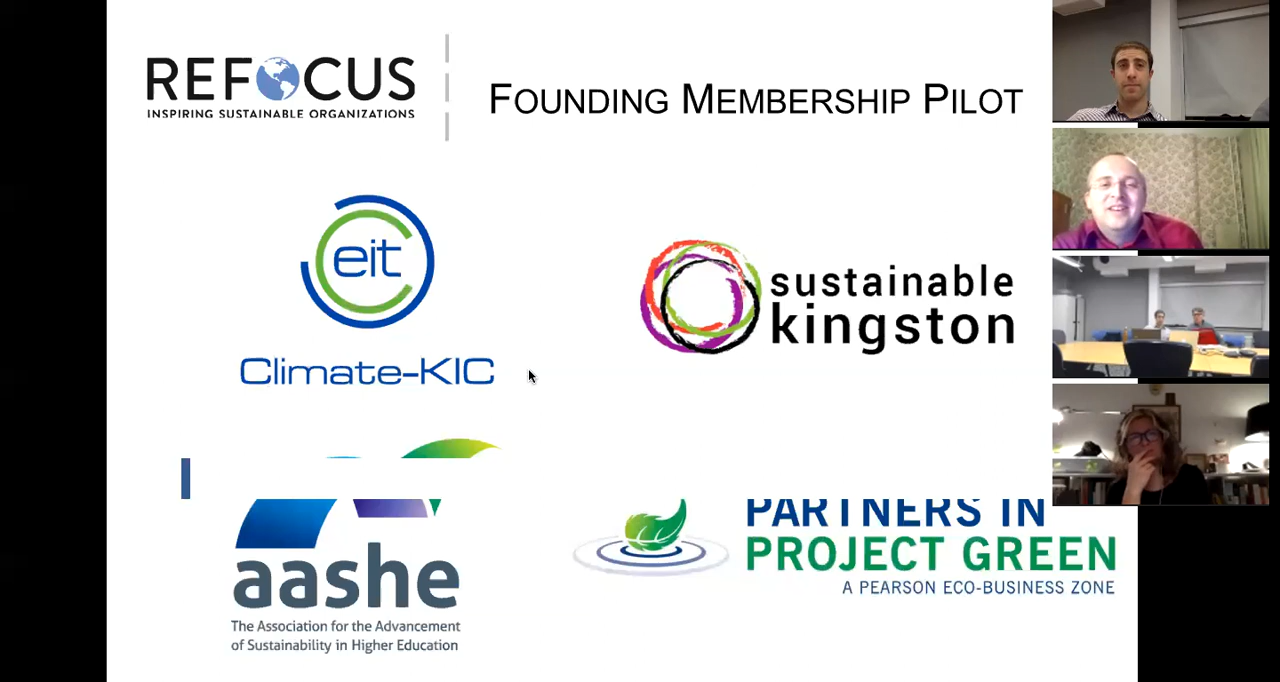 REFOCUS
INSPIRING SUSTAINABLE ORGANIZATIONS
FOUNDING MEMBERSHIP PILOT
eit
Climate-KIC
sustainable
kingston
aashe
The Association for the Advancement
of Sustainability in Higher Education
PARTNERS IN
PROJECT GREEN
A PEARSON ECO-BUSINESS ZONE